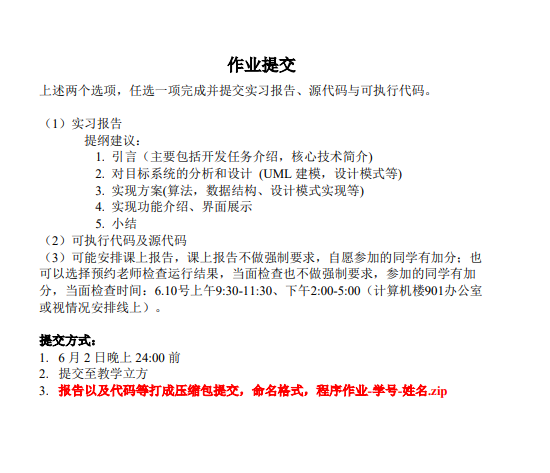 作业提交
上述两个选项，任选一项完成并提交实习报告、源代码与可执行代码。
（1）实习报告
提纲建议：
1. 引言（主要包括开发任务介绍，核心技术简介)
2. 对目标系统的分析和设计 (UML 建模，设计模式等)
3. 实现方案(算法，数据结构、设计模式实现等)
4. 实现功能介绍、界面展示
5. 小结
（2）可执行代码及源代码
（3）可能安排课上报告，课上报告不做强制要求，自愿参加的同学有加分；也
可以选择预约老师检查运行结果，当面检查也不做强制要求，参加的同学有加
分，当面检查时间：6.10号上午9:30-11:30、下午2:00-5:00（计算机楼901办公室
或视情况安排线上）。
提交方式：
1. 6 月 2 日晚上 24:00 前
2. 提交至教学立方
3. 报告以及代码等打成压缩包提交，命名格式，程序作业-学号-姓名.zip